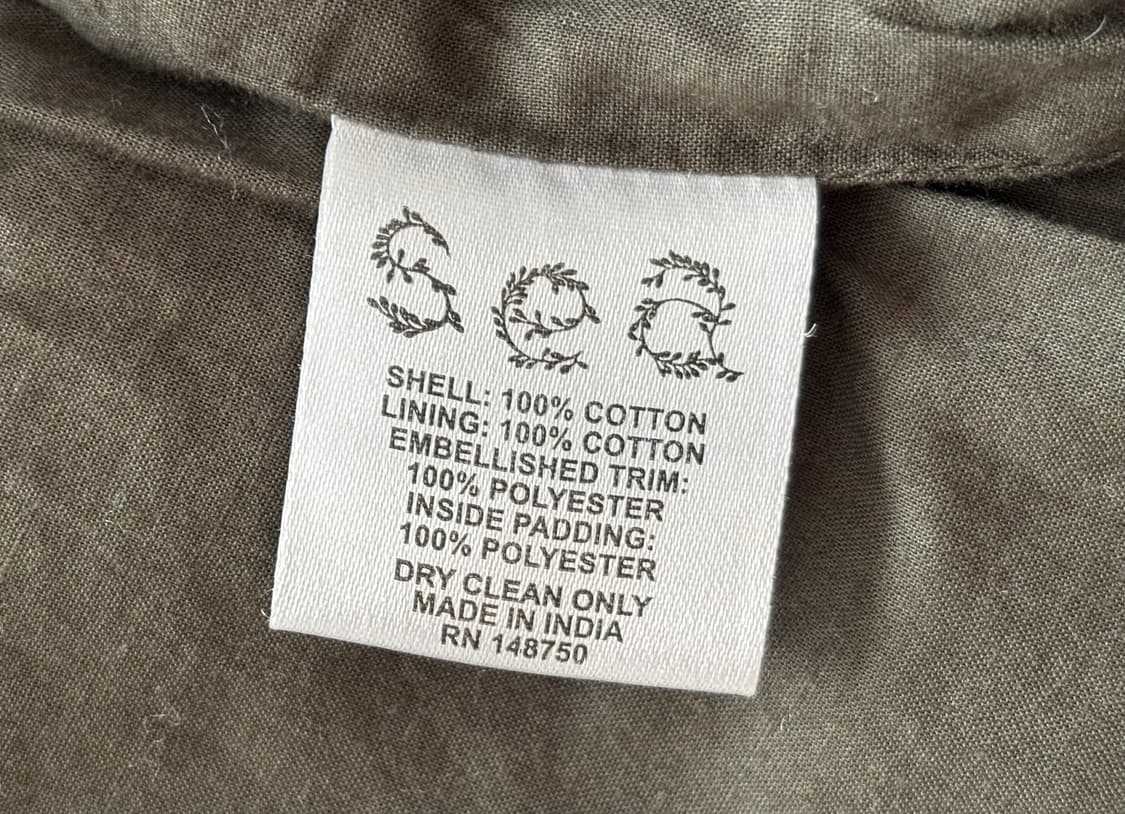 Sea
SHELL: 100% COTTON
LINING: 100% COTTON
EMBELLISHED TRIM:
100% POLYESTER
INSIDE PADDING:
100% POLYESTER
DRY CLEAN ONLY
MADE IN INDIA
RN 148750